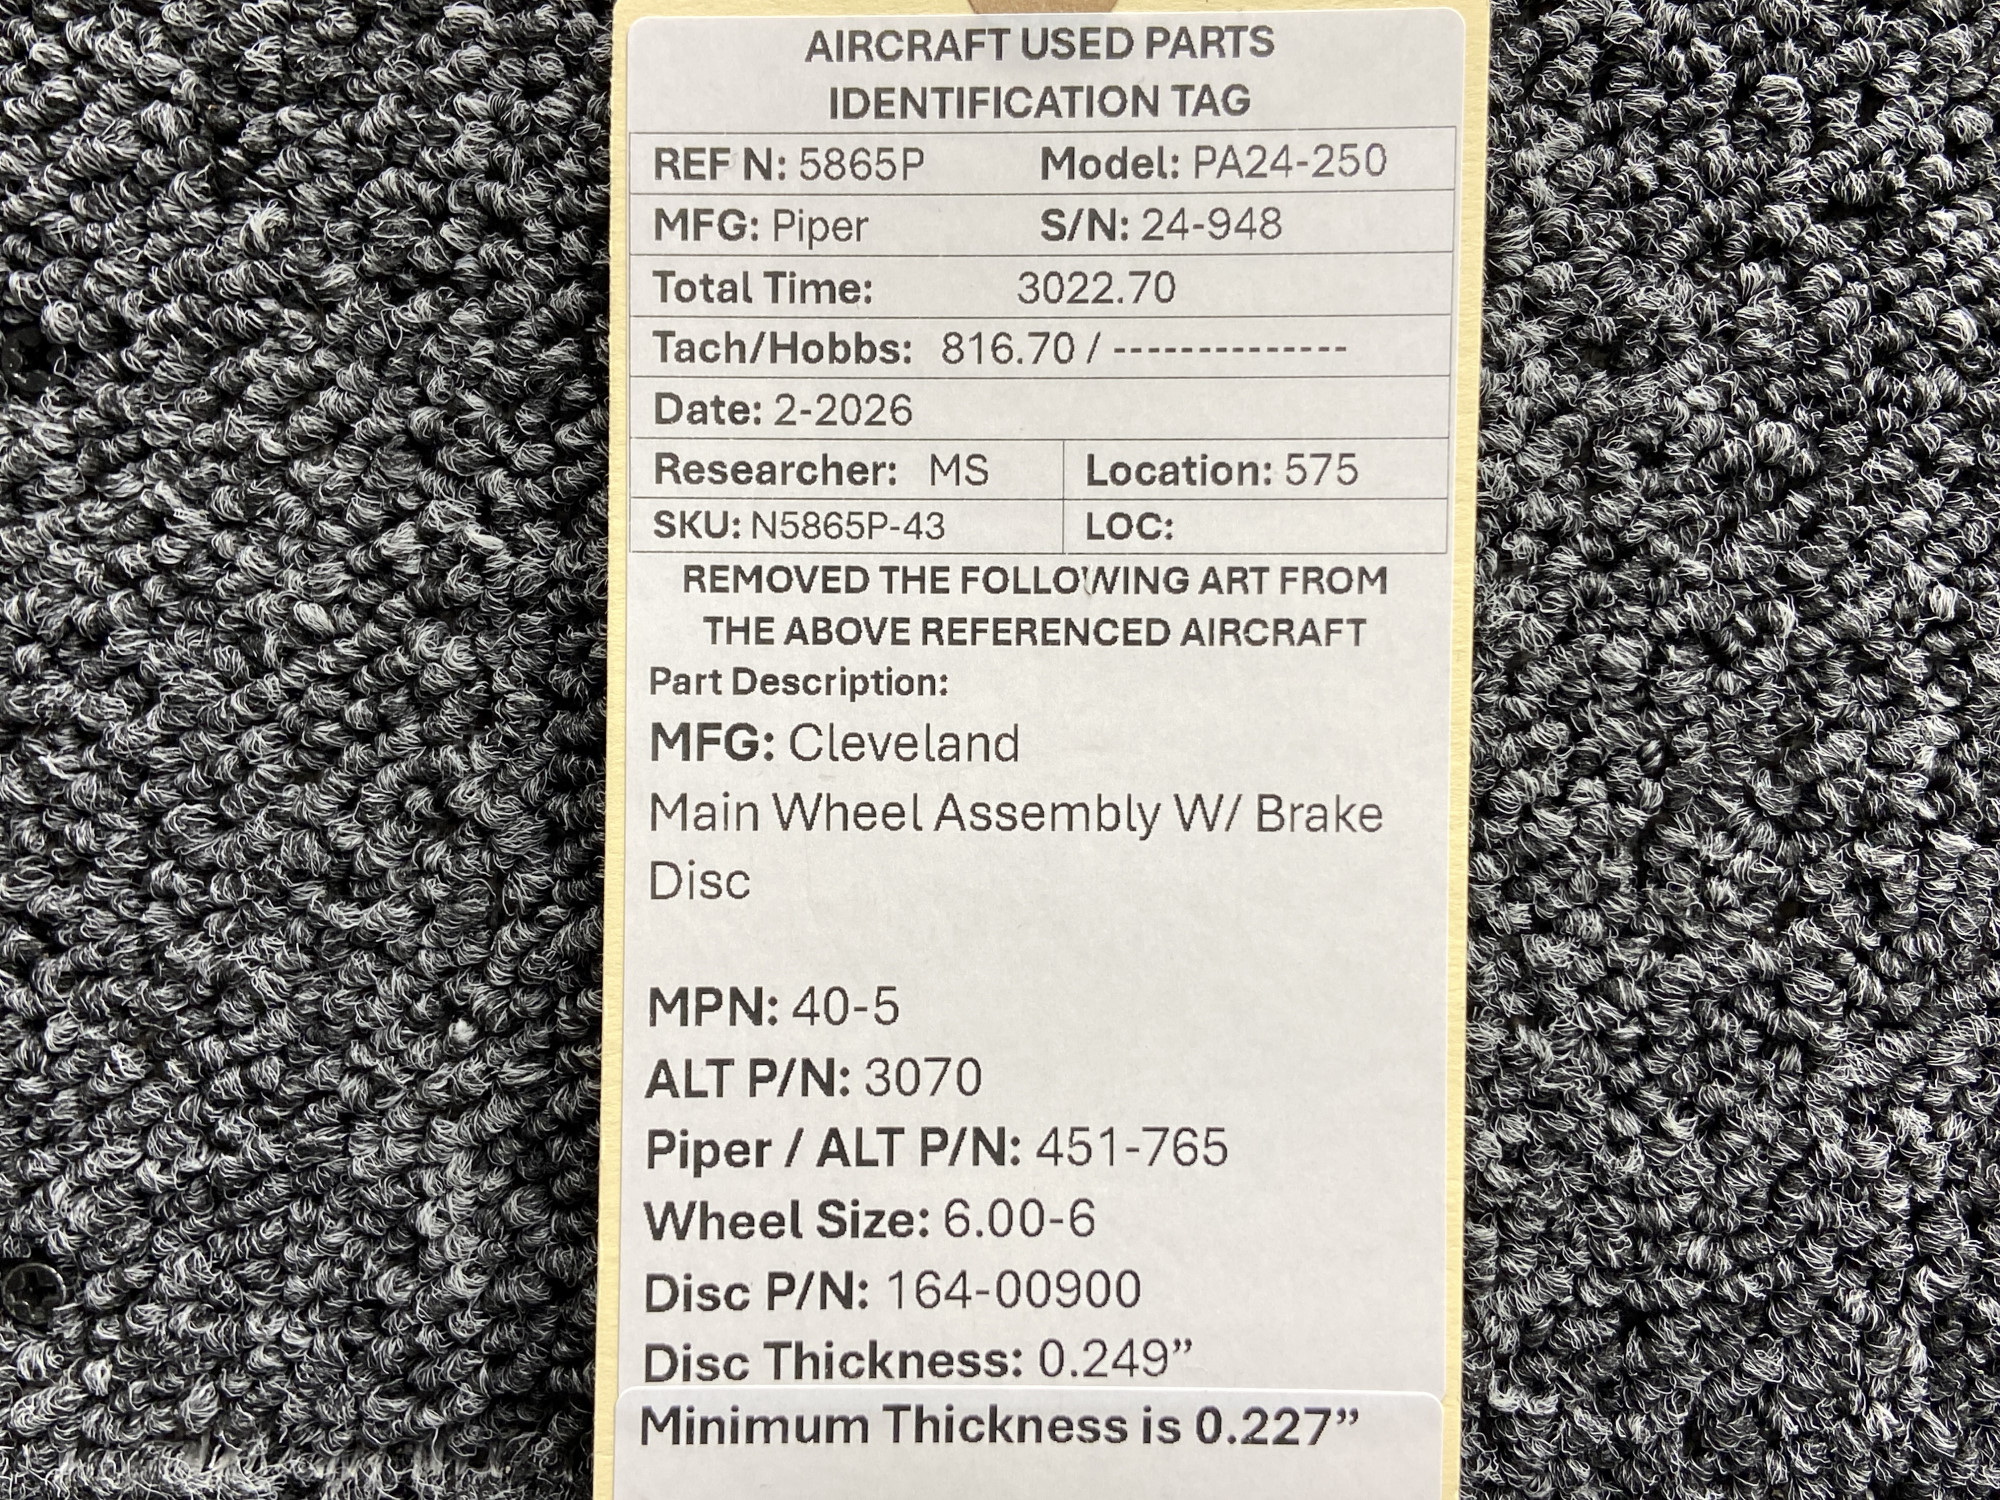 AIRCRAFT USED PARTS
IDENTIFICATION TAG
REF N: 5865P Model: PA24-250
MFG: Piper S/N: 24-948
Total Time: 3022.70
Tach/Hobbs: 816.70 / --------------
Date: 2-2026
Researcher: MS Location: 575
SKU: N5865P-43 LOC:
REMOVED THE FOLLOWING ART FROM
THE ABOVE REFERENCED AIRCRAFT
Part Description:
MFG: Cleveland
Main Wheel Assembly W/ Brake
Disc
MPN: 40-5
ALT P/N: 3070
Piper / ALT P/N: 451-765
Wheel Size: 6.00-6
Disc P/N: 164-00900
Disc Thickness: 0.249”
Minimum Thickness is 0.227”